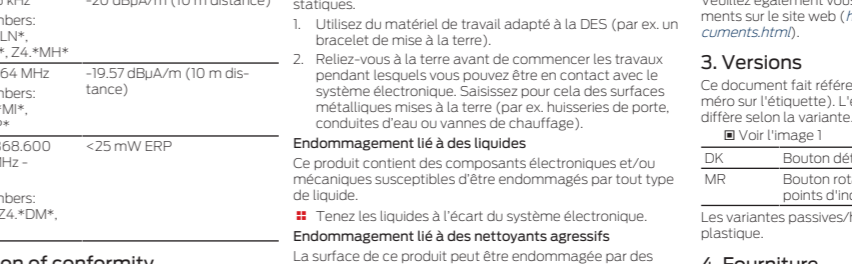 -20 dBµA/m (10 m distance)
LN*,
*, Z4.*MH*
64 MHz
-19.57 dBµA/m (10 m dis-
tance)
nbers:
*MI*,
868.600
MHz -
<25 mW ERP
nbers:
Z4.*DM*,
on of conformity
statiques.
1. Utilisez du matériel de travail adapté à la DES (par ex. un
bracelet de mise à la terre).
2. Reliez-vous à la terre avant de commencer les travaux
pendant lesquels vous pouvez être en contact avec le
système électronique. Saisissez pour cela des surfaces
métalliques mises à la terre (par ex. huisseries de porte,
conduites d'eau ou vannes de chauffage).
Endommagement lié à des liquides
Ce produit contient des composants électroniques et/ou
mécaniques susceptibles d'être endommagés par tout type
de liquide.
Tenez les liquides à l'écart du système électronique.
Endommagement lié à des nettoyants agressifs
La surface de ce produit peut être endommagée par des
Veuillez également vous
ments sur le site web (h
cuments.html).
3. Versions
Ce document fait référe
méro sur l'étiquette). L'é
diffère selon la variante.
Voir l'image 1
DK Bouton dét
MR Bouton rota
points d'ind
Les variantes passives/h
plastique.
4. Fourniture